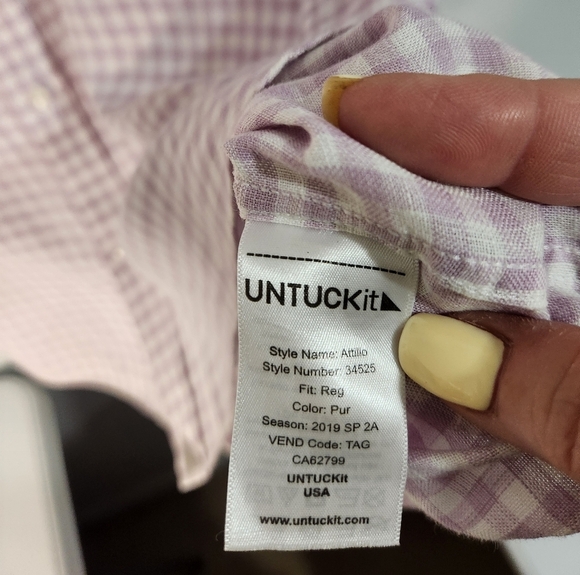 UNTUCKit
Style Name: Attilio
Style Number: 34525
Fit: Reg
Color: Pur
Season: 2019 SP 2A
VEND Code: TAG
CA62799
UNTUCKit
USA
www.untuckit.com